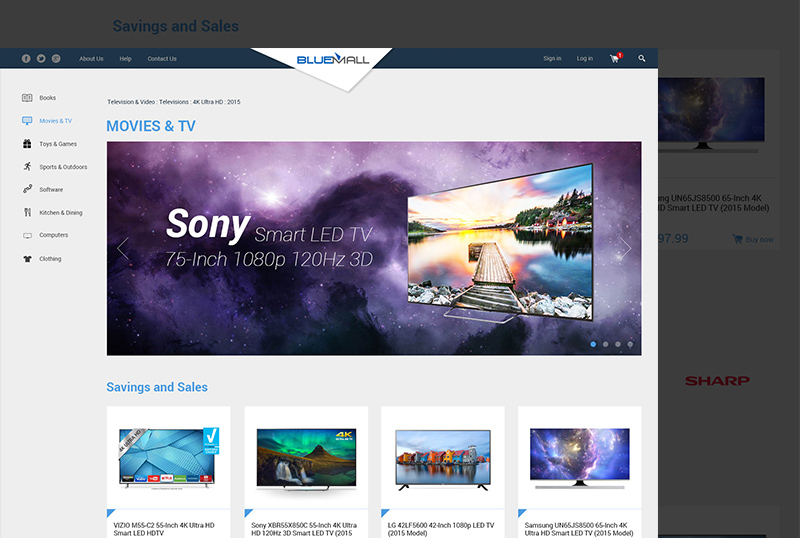 Savings and Sales
About Us
Help
Contact Us
BLUEMALL
Sign in
Log in
1
Books
Movies & TV
Toys & Games
Sports & Outdoors
Software
Kitchen & Dining
Computers
Clothing
Television & Video : Televisions : 4K Ultra HD : 2015
MOVIES & TV
Sony Smart LED TV
75-Inch 1080p 120Hz 3D
Savings and Sales
4K ULTRA HD
4K
NETFLIX
VIZIO M55-C2 55-Inch 4K Ultra HD
Smart LED HDTV
Sony XBR55X850C 55-Inch 4K Ultra
HD 120Hz 3D Smart LED TV (2015
LG 42LF5600 42-Inch 1080p LED TV
(2015 Model)
Samsung UN65JS8500 65-Inch 4K
Ultra HD Smart LED TV (2015 Model)
ung UN65JS8500 65-Inch 4K
HD Smart LED TV (2015 Model)
97.99
Buy now
SHARP